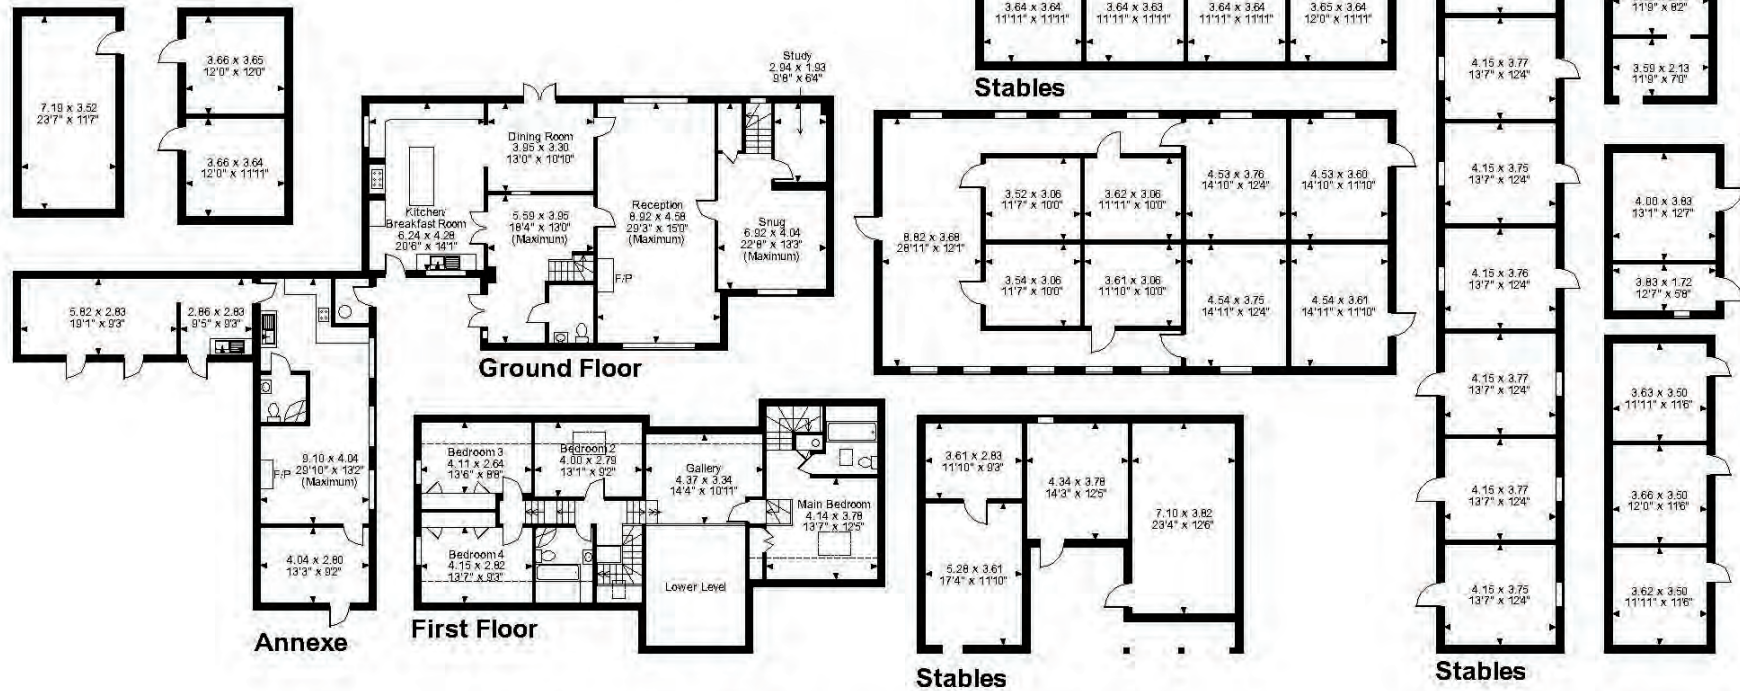 7.19 x 3.52
23'7" x 11'7"
3.66 x 3.65
12'0" x 12'0"
3.66 x 3.64
12'0" x 11'11"
Kitchen/
Breakfast Room
6.24 x 4.28
20'6" x 14'1"
Dining Room
3.95 x 3.30
13'0" x 10'10"
5.59 x 3.95
18'4" x 13'0"
(Maximum)
Reception
8.92 x 4.58
29'3" x 15'0"
(Maximum)
F/P
Study
2.94 x 1.93
9'8" x 6'4"
Snug
6.92 x 4.04
22'8" x 13'3"
(Maximum)
Ground Floor
5.82 x 2.83
19'1" x 9'3"
2.86 x 2.83
9'5" x 9'3"
F/P
9.10 x 4.04
29'10" x 13'2"
(Maximum)
4.04 x 2.80
13'3" x 9'2"
Annexe
Bedroom 3
4.11 x 2.64
13'6" x 8'8"
Bedroom 2
4.00 x 2.79
13'1" x 9'2"
Gallery
4.37 x 3.34
14'4" x 10'11"
Main Bedroom
4.14 x 3.78
13'7" x 12'5"
Bedroom 4
4.15 x 2.82
13'7" x 9'3"
Lower Level
First Floor
3.64 x 3.64
11'11" x 11'11"
3.64 x 3.63
11'11" x 11'11"
3.64 x 3.64
11'11" x 11'11"
3.65 x 3.64
12'0" x 11'11"
Stables
8.82 x 3.68
28'11" x 12'1"
3.52 x 3.06
11'7" x 10'0"
3.62 x 3.06
11'11" x 10'0"
4.53 x 3.76
14'10" x 12'4"
4.53 x 3.60
14'10" x 11'10"
3.54 x 3.06
11'7" x 10'0"
3.61 x 3.06
11'10" x 10'0"
4.54 x 3.75
14'11" x 12'4"
4.54 x 3.61
14'11" x 11'10"
3.61 x 2.83
11'10" x 9'3"
4.34 x 3.78
14'3" x 12'5"
7.10 x 3.82
23'4" x 12'6"
5.28 x 3.61
17'4" x 11'10"
Stables
4.15 x 3.77
13'7" x 12'4"
4.15 x 3.75
13'7" x 12'4"
4.15 x 3.76
13'7" x 12'4"
4.15 x 3.77
13'7" x 12'4"
4.15 x 3.77
13'7" x 12'4"
4.15 x 3.75
13'7" x 12'4"
Stables
11'9" x 8'2"
3.59 x 2.13
11'9" x 7'0"
4.00 x 3.83
13'1" x 12'7"
3.83 x 1.72
12'7" x 5'8"
3.63 x 3.50
11'11" x 11'6"
3.66 x 3.50
12'0" x 11'6"
3.62 x 3.50
11'11" x 11'6"